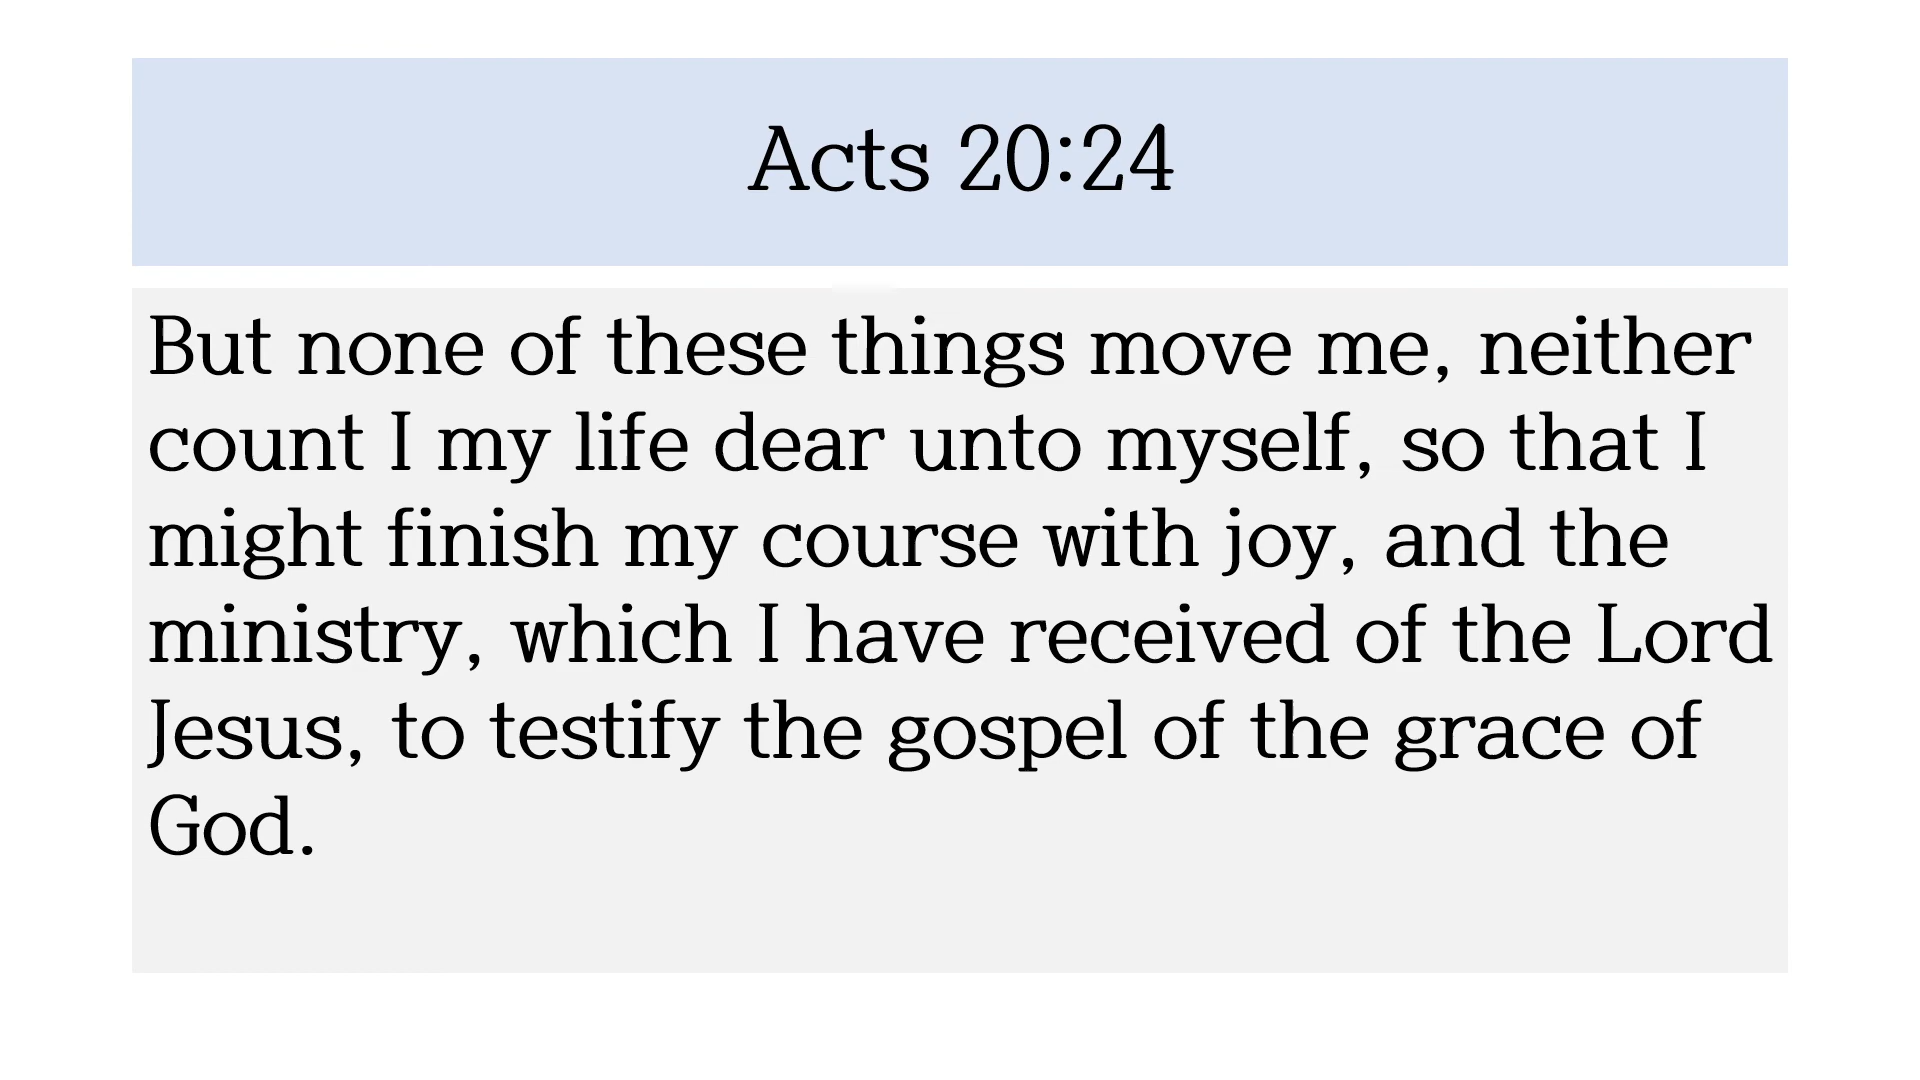 Acts 20:24
But none of these things move me, neither
count I my life dear unto myself, so that I
might finish my course with joy, and the
ministry, which I have received of the Lord
Jesus, to testify the gospel of the grace of
God.